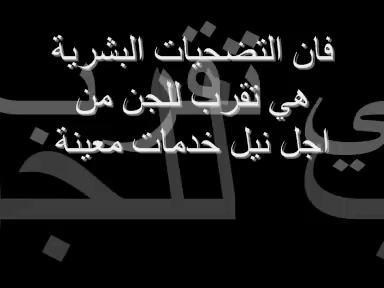 فان التضحيات البشرية
هي تقرب للجن من
اجل نيل خدمات معينة